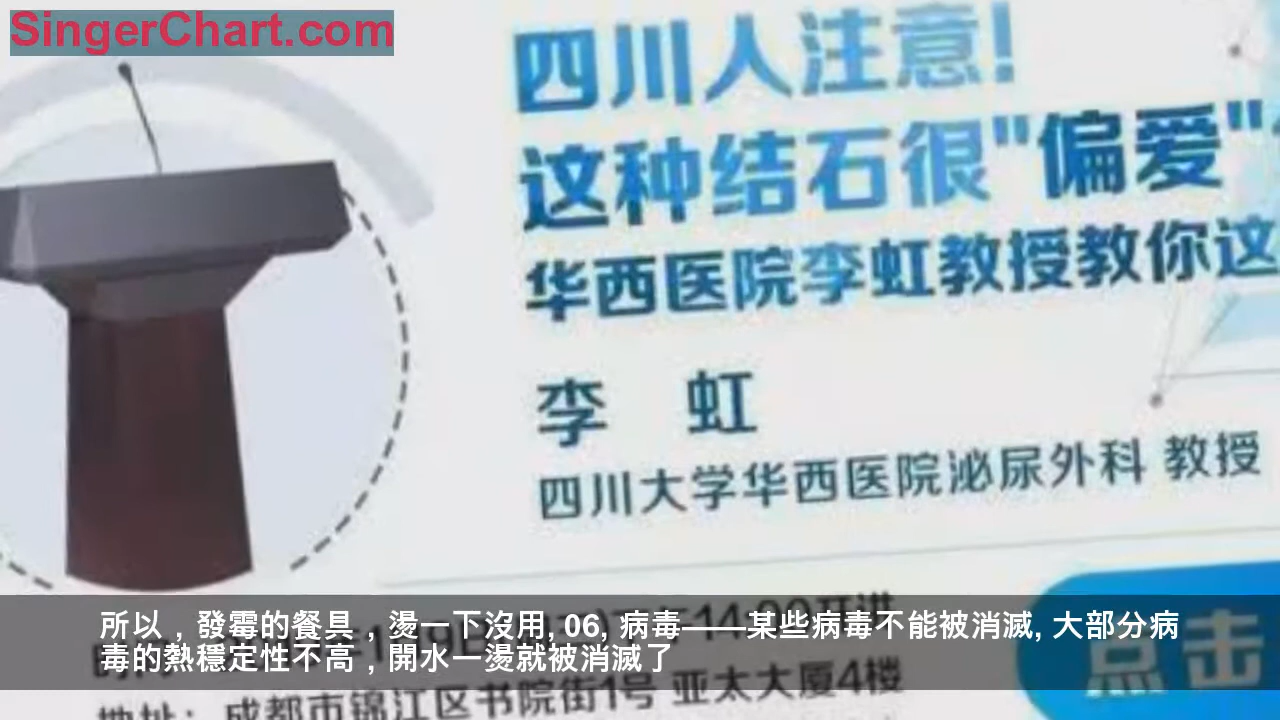 SingerChart.com
四川人注意!
这种结石很"偏爱"
华西医院李虹教授教你这
李 虹
四川大学华西医院泌尿外科 教授
点击
所以，發霉的餐具，燙一下沒用, 06, 病毒——某些病毒不能被消滅, 大部分病
毒的熱穩定性不高，開水一燙就被消滅了
地址：成都市锦江区书院街1号 亚太大厦4楼